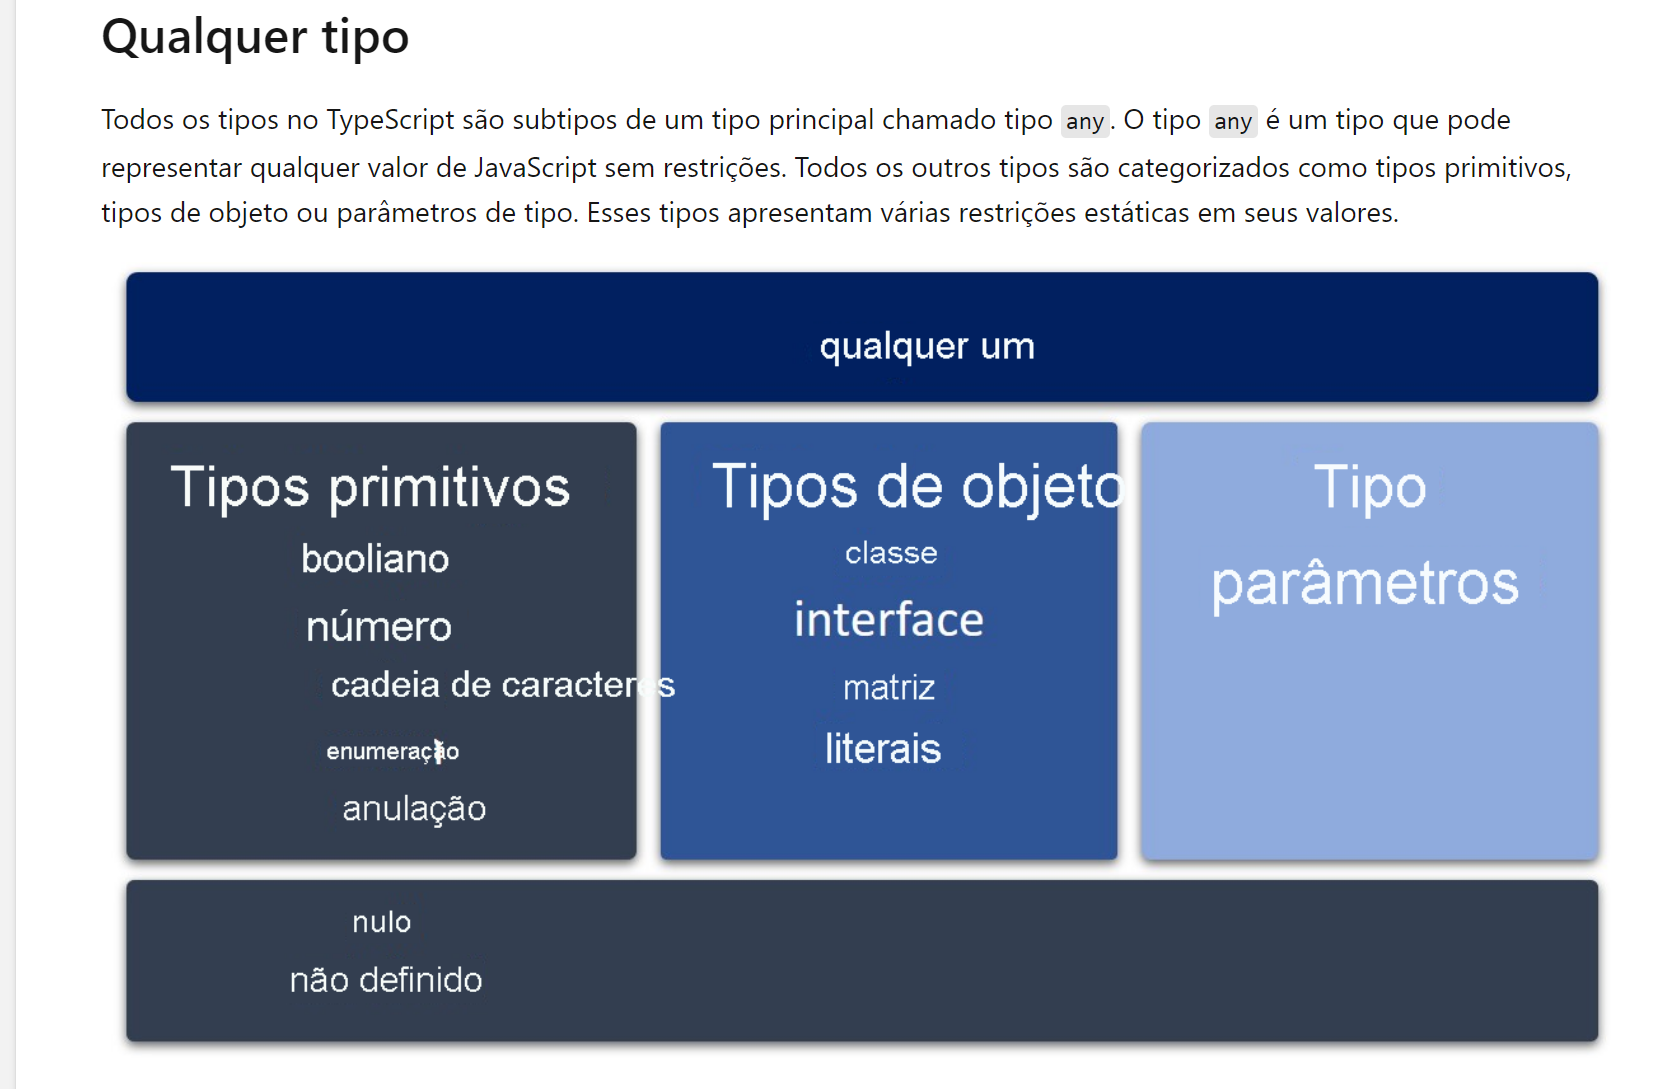 Qualquer tipo
Todos os tipos no TypeScript são subtipos de um tipo principal chamado tipo any. O tipo any é um tipo que pode
representar qualquer valor de JavaScript sem restrições. Todos os outros tipos são categorizados como tipos primitivos,
tipos de objeto ou parâmetros de tipo. Esses tipos apresentam várias restrições estáticas em seus valores.
qualquer um
Tipos primitivos
booliano
número
cadeia de caracteres
enumeração
anulação
Tipos de objeto
classe
interface
matriz
literais
Tipo
parâmetros
nulo
não definido